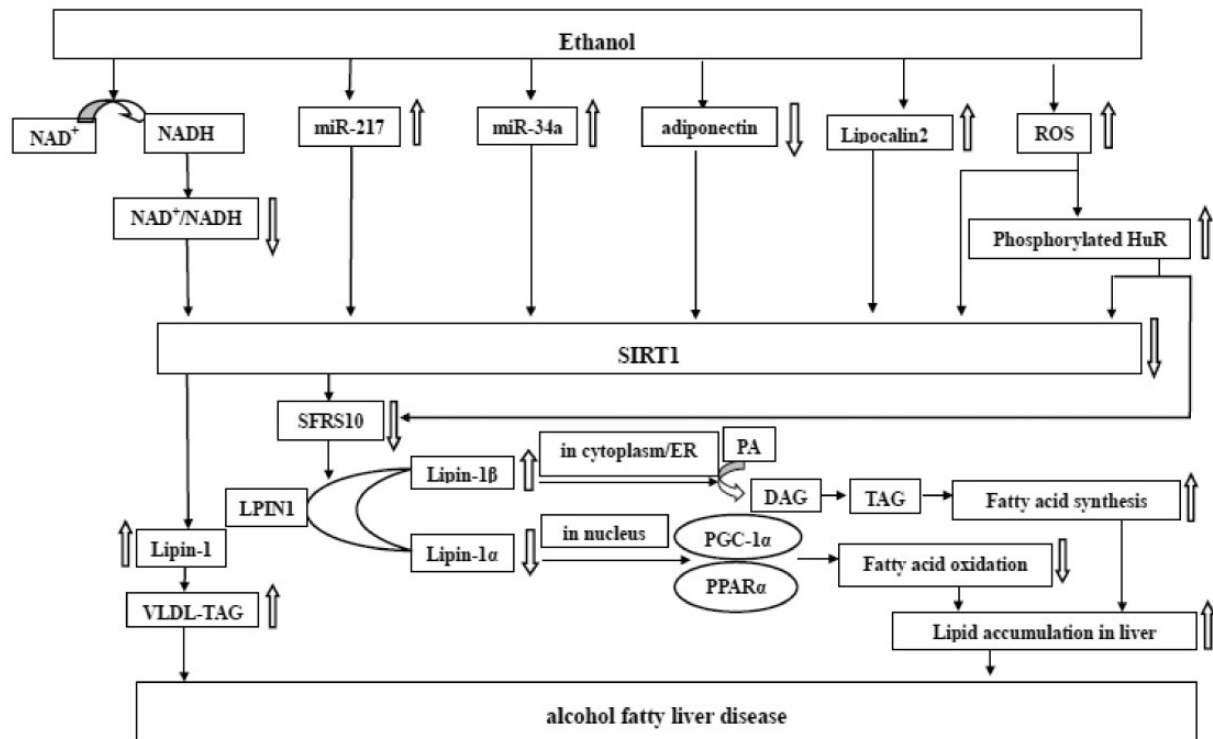 Ethanol
NAD+
NADH
miR-217
miR-34a
adiponectin
Lipocalin2
ROS
NAD+/NADH
Phosphorylated HuR
SIRT1
SFRS10
in cytoplasm/ER
PA
Lipin-1β
LPIN1
DAG
TAG
Fatty acid synthesis
Lipin-1
Lipin-1α
in nucleus
PGC-1α
PPARα
Fatty acid oxidation
VLDL-TAG
Lipid accumulation in liver
alcohol fatty liver disease